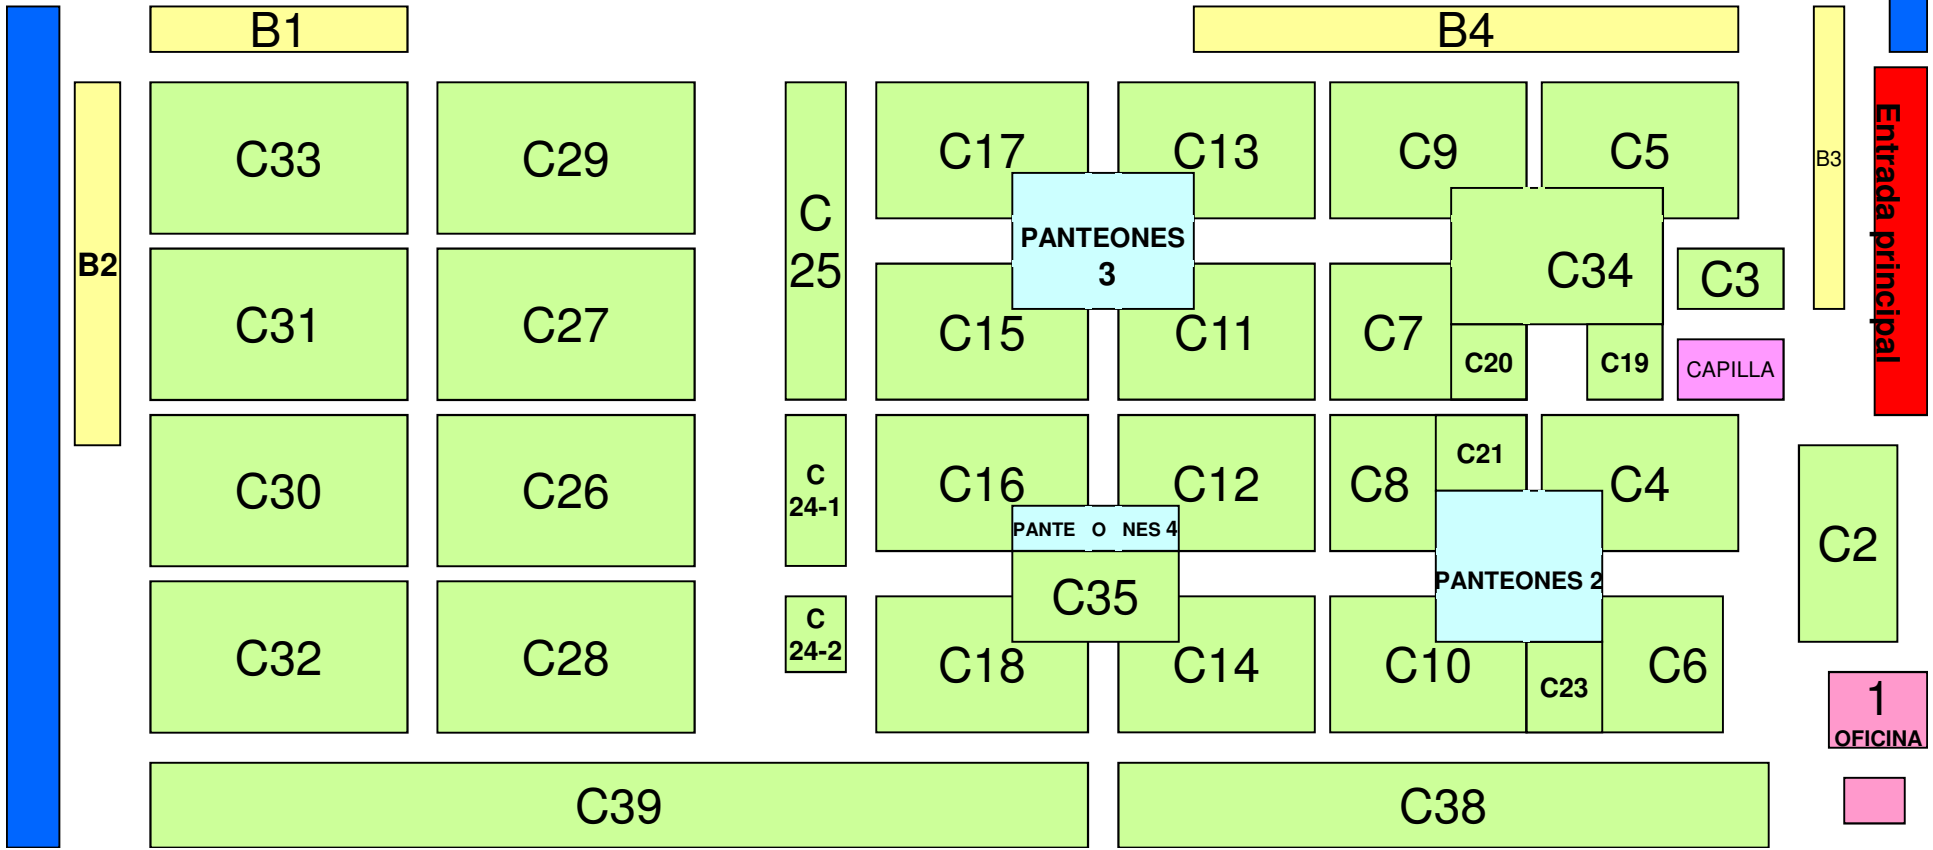 B1
B4
C33
C29
C
25
C17
C13
C9
C5
B3
Entrada principal
B2
PANTEONES
3
C34
C3
C31
C27
C15
C11
C7
C20
C19
CAPILLA
C30
C26
C
24-1
C16
C12
C8
C21
C4
PANTE O NES 4
C2
C35
PANTEONES 2
C32
C28
C
24-2
C18
C14
C10
C23
C6
1
OFICINA
C39
C38